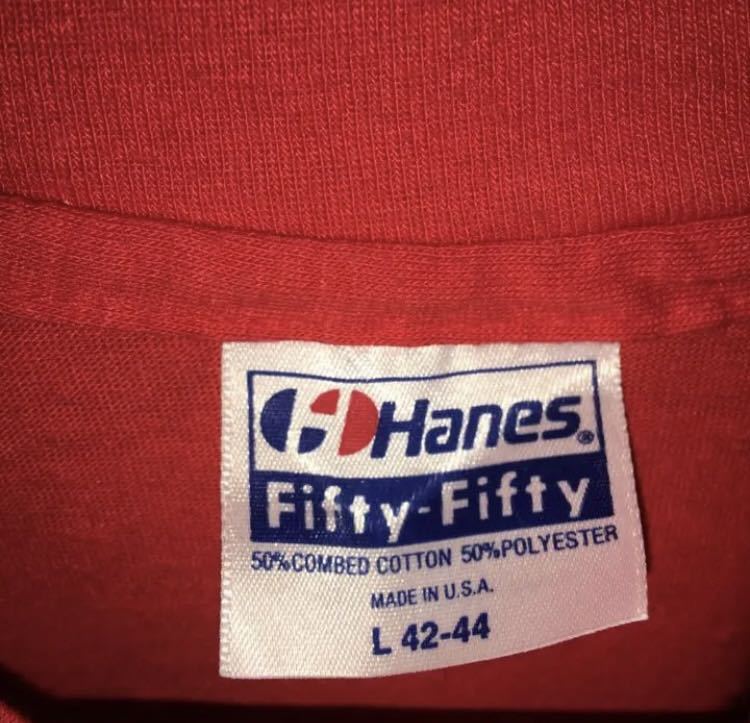 Hanes®
Fifty-Fifty
50%COMBED COTTON 50%POLYESTER
MADE IN U.S.A.
L 42-44